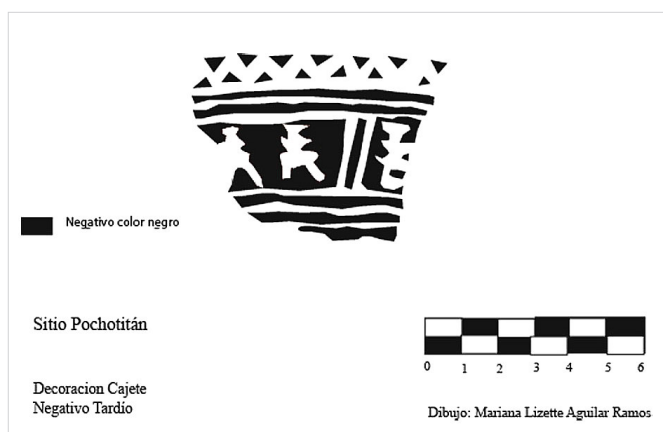 Negativo color negro
Sitio Pochotitán
0 1 2 3 4 5 6
Decoracion Cajete
Negativo Tardío
Dibujo: Mariana Lizette Aguilar Ramos